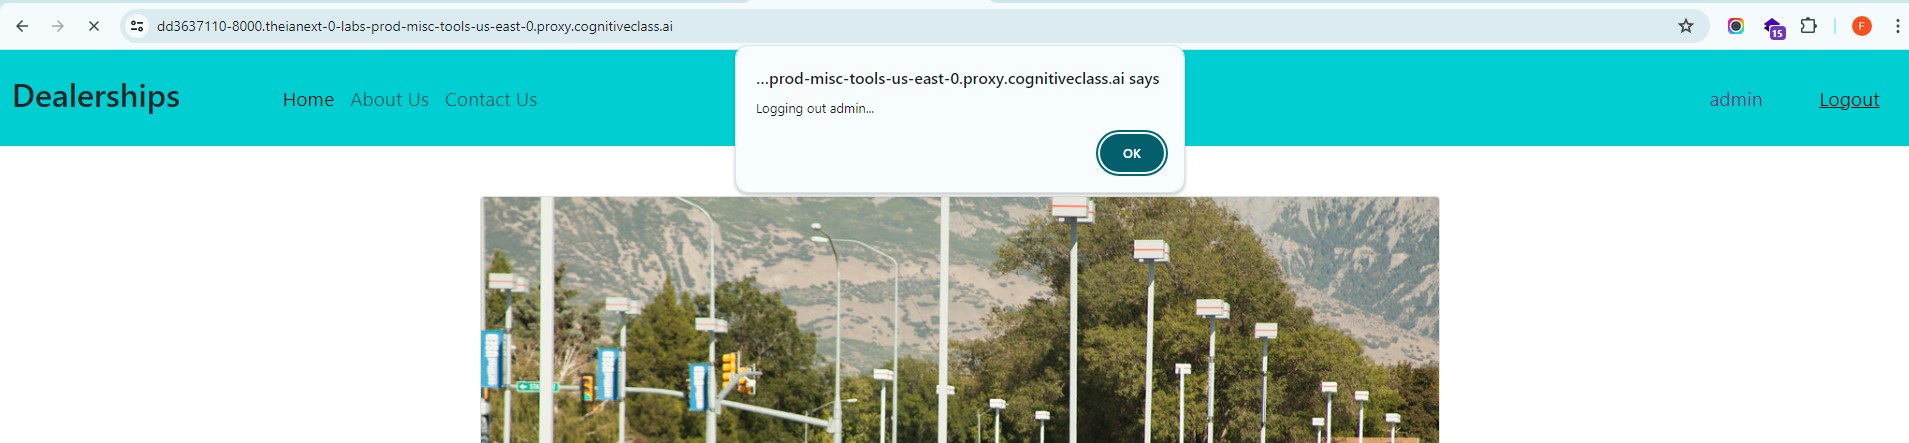 dd3637110-8000.theianext-0-labs-prod-misc-tools-us-east-0.proxy.cognitiveclass.ai
15
F
...prod-misc-tools-us-east-0.proxy.cognitiveclass.ai says
Logging out admin...
OK
Dealerships Home About Us Contact Us admin Logout